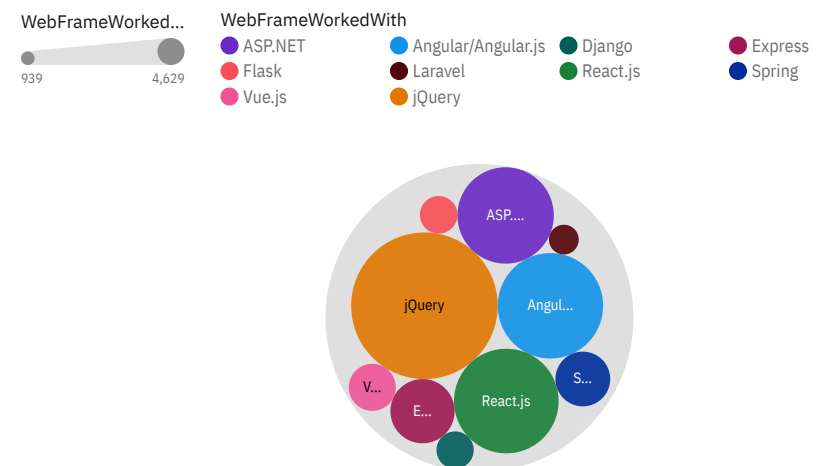 WebFrameWorked...
939 4,629
WebFrameWorkedWith
ASP.NET Angular/Angular.js Django Express
Flask Laravel React.js Spring
Vue.js jQuery
ASP....
jQuery
Angul...
S...
V...
React.js
E...